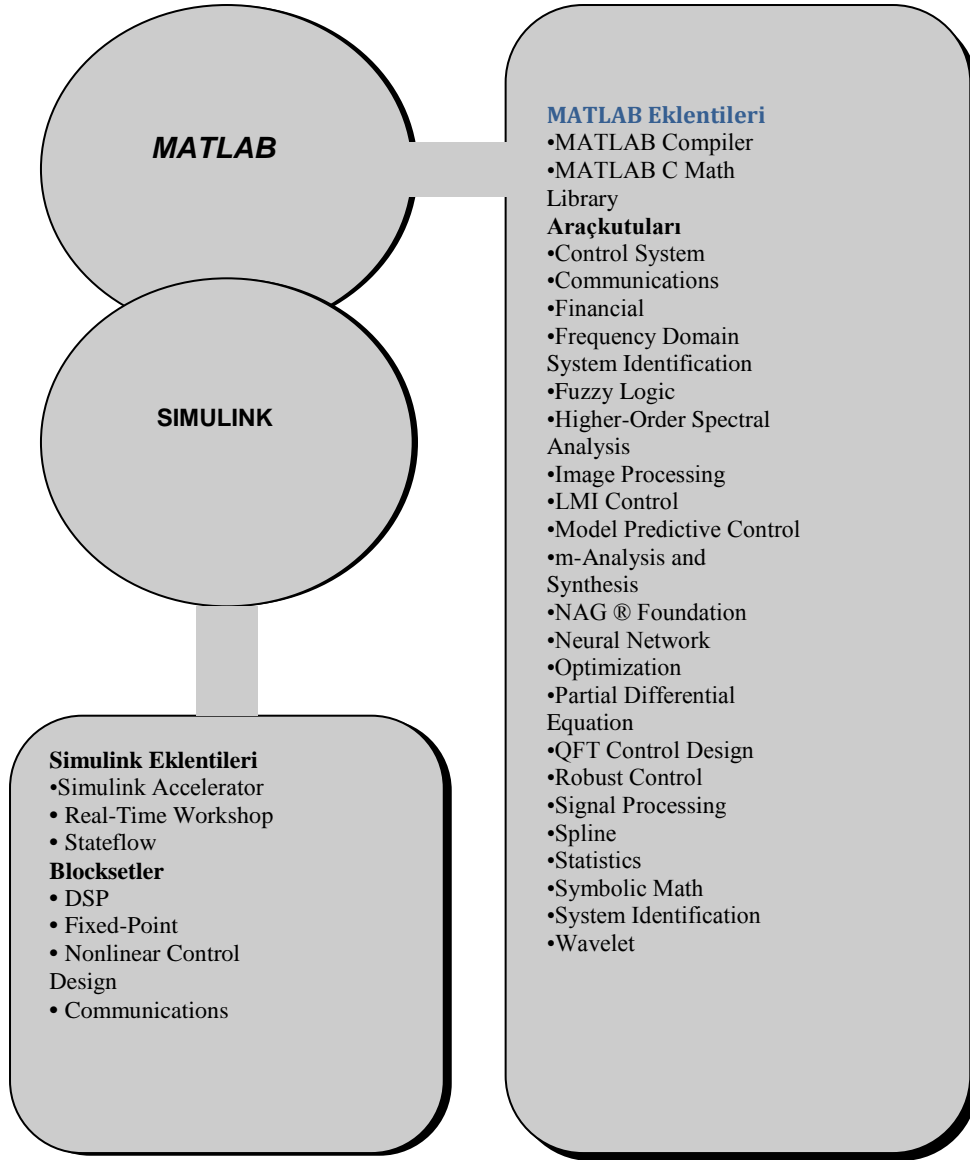 MATLAB
SIMULINK
Simulink Eklentileri
•Simulink Accelerator
• Real-Time Workshop
• Stateflow
Blocksetler
• DSP
• Fixed-Point
• Nonlinear Control
Design
• Communications
MATLAB Eklentileri
•MATLAB Compiler
•MATLAB C Math
Library
Araçkutuları
•Control System
•Communications
•Financial
•Frequency Domain
System Identification
•Fuzzy Logic
•Higher-Order Spectral
Analysis
•Image Processing
•LMI Control
•Model Predictive Control
•m-Analysis and
Synthesis
•NAG ® Foundation
•Neural Network
•Optimization
•Partial Differential
Equation
•QFT Control Design
•Robust Control
•Signal Processing
•Spline
•Statistics
•Symbolic Math
•System Identification
•Wavelet